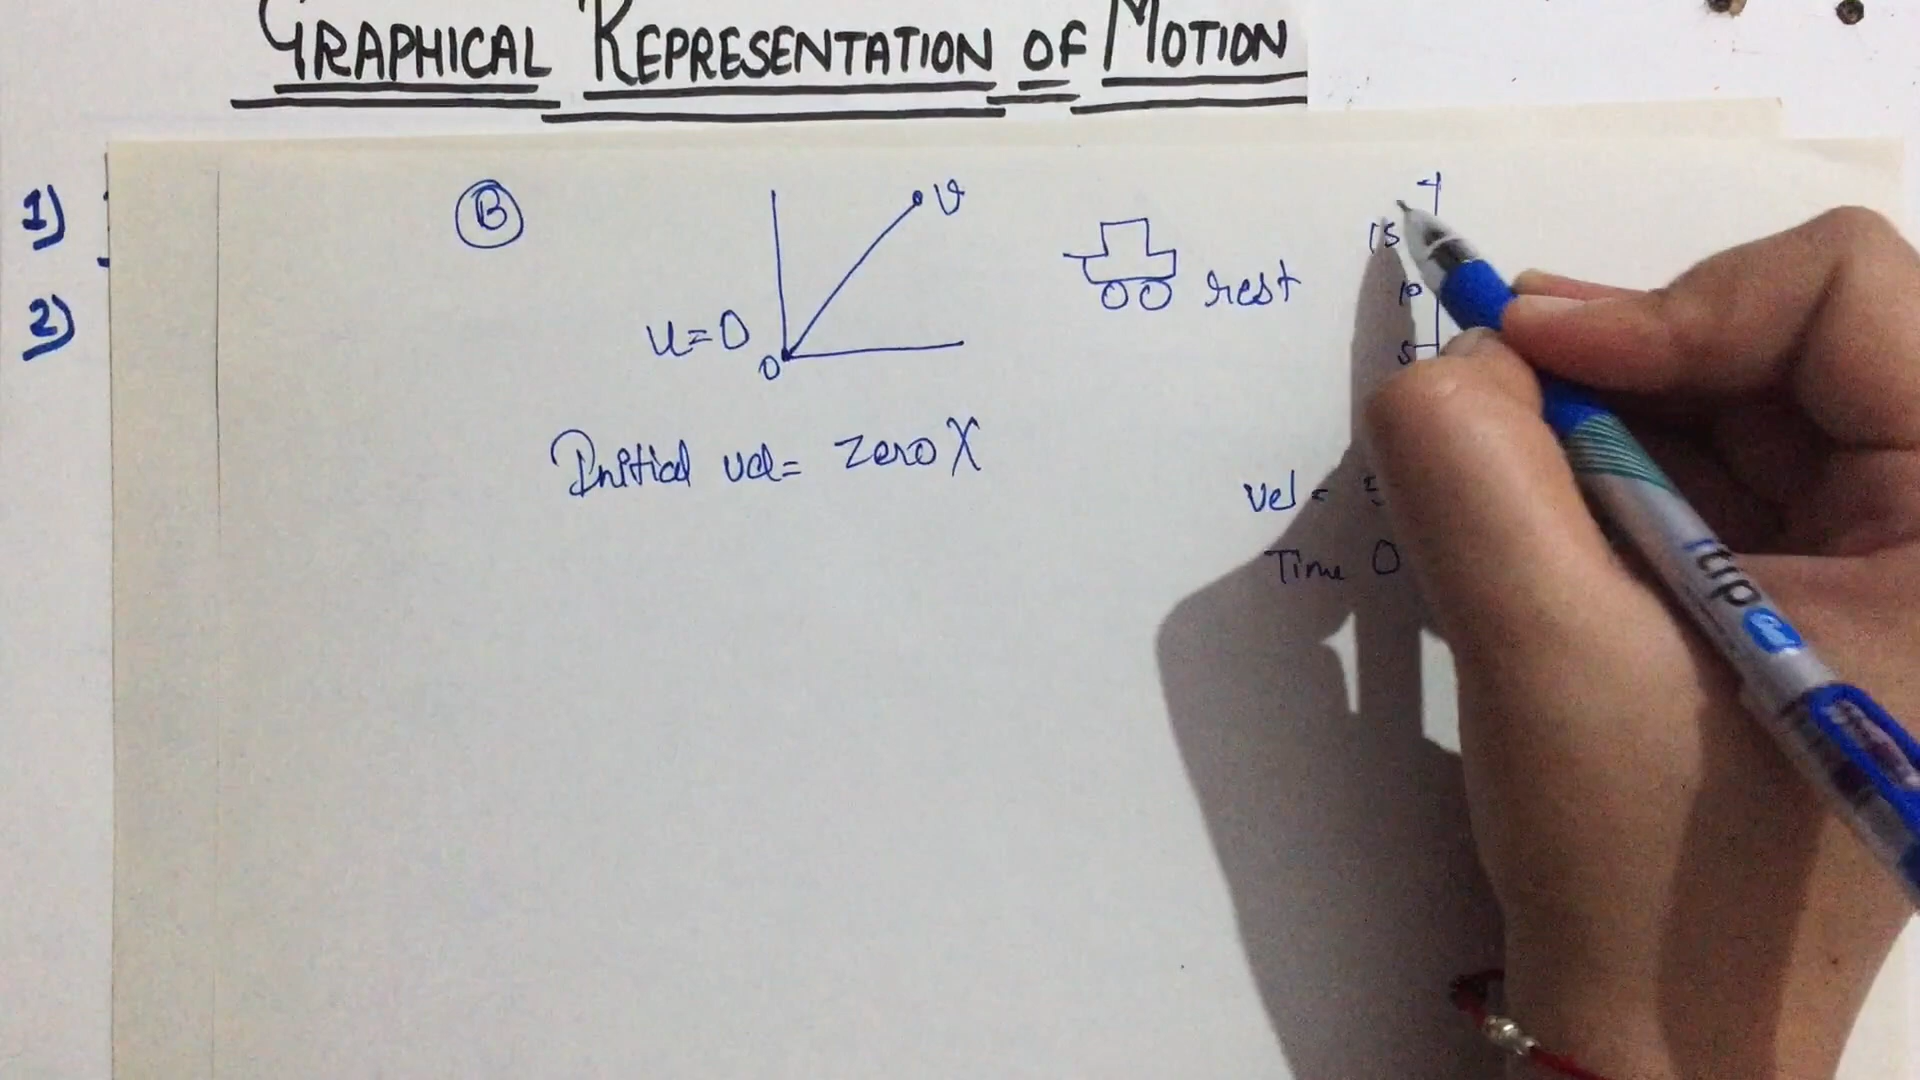 GRAPHICAL REPRESENTATION OF MOTION
1)
2)
B
v
u=0
0
rest
15
10
5
Initial vel = zero X
vel =
Time 0